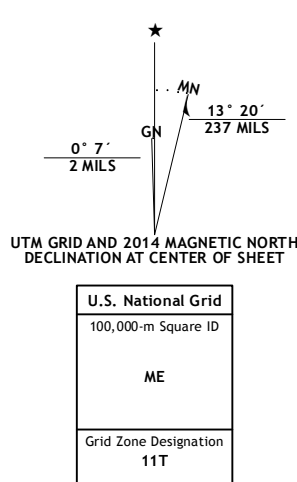 ★
MN
GN
13° 20´
237 MILS
0° 7´
2 MILS
UTM GRID AND 2014 MAGNETIC NORTH
DECLINATION AT CENTER OF SHEET
U.S. National Grid
100,000-m Square ID
ME
Grid Zone Designation
11T